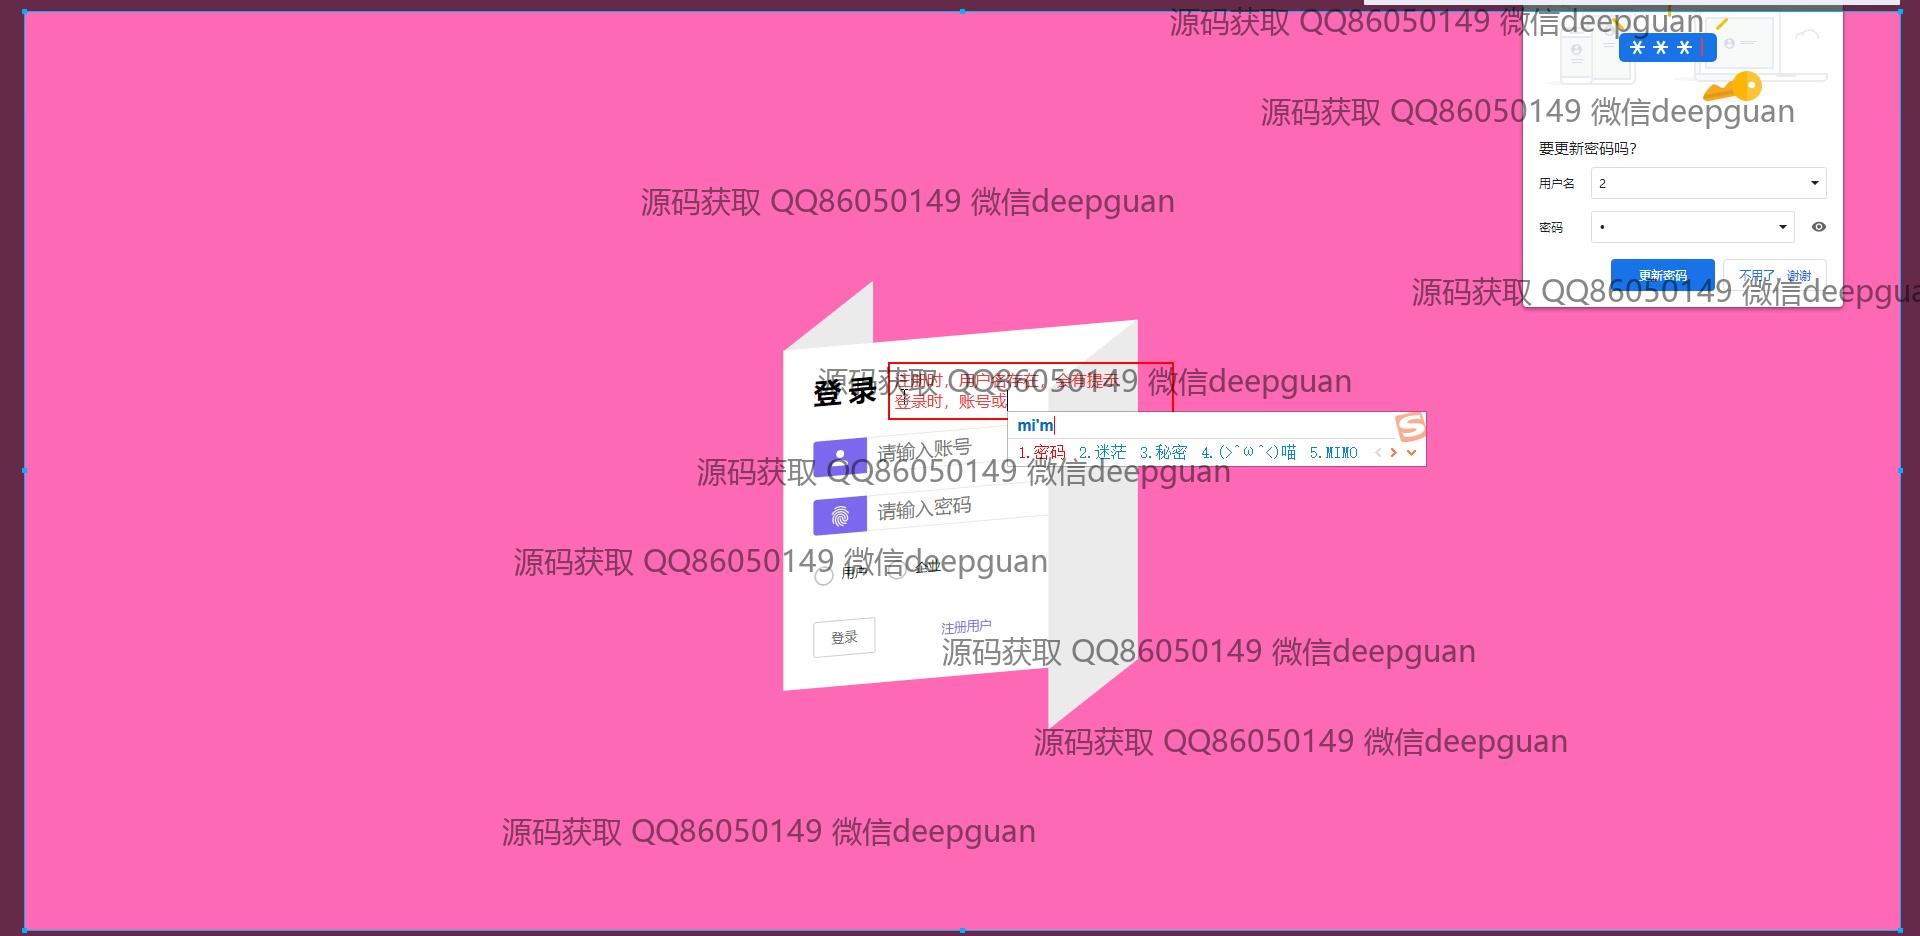 源码获取 QQ86050149 微信deepguan
***
源码获取 QQ86050149 微信deepguan
要更新密码吗?
用户名 2
密码 •
更新密码 不用了，谢谢
源码获取 QQ86050149 微信deepguan
源码获取 QQ86050149 微信deepgua
登录
注册时，用户名存在，会有提示
登录时，账号或
源码获取 QQ86050149 微信deepguan
mi'm
1.密码 2.迷茫 3.秘密 4.(>^ω^<)喵 5.MIMO
请输入账号
源码获取 QQ86050149 微信deepguan
请输入密码
源码获取 QQ86050149 微信deepguan
用户 企业
登录 注册用户
源码获取 QQ86050149 微信deepguan
源码获取 QQ86050149 微信deepguan
源码获取 QQ86050149 微信deepguan